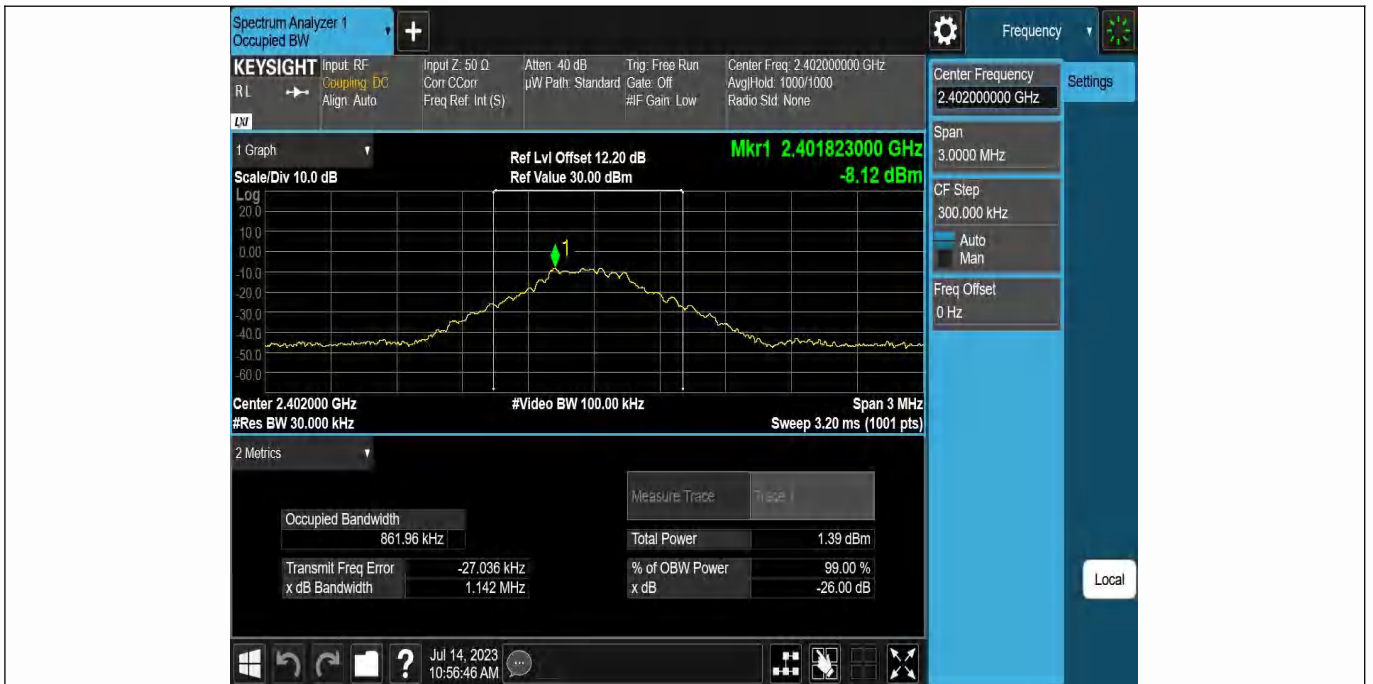 Spectrum Analyzer 1
Occupied BW
+
Frequency
KEYSIGHT
RL
LXI
Input: RF
Coupling: DC
Align: Auto
Input Z: 50 Ω
Corr CCorr
Freq Ref: Int (S)
Atten: 40 dB
µW Path: Standard
Trig: Free Run
Gate: Off
#IF Gain: Low
Center Freq: 2.402000000 GHz
Avg|Hold: 1000/1000
Radio Std: None
Center Frequency
2.402000000 GHz
Settings
Span
3.0000 MHz
CF Step
300.000 kHz
Auto
Man
Freq Offset
0 Hz
Local
1 Graph
Scale/Div 10.0 dB
Ref Lvl Offset 12.20 dB
Ref Value 30.00 dBm
Mkr1 2.401823000 GHz
-8.12 dBm
Log
20.0
10.0
0.00
-10.0
-20.0
-30.0
-40.0
-50.0
-60.0
1
Center 2.402000 GHz
#Video BW 100.00 kHz
Span 3 MHz
#Res BW 30.000 kHz
Sweep 3.20 ms (1001 pts)
2 Metrics
Measure Trace
Trace 1
Occupied Bandwidth
861.96 kHz
Total Power
1.39 dBm
Transmit Freq Error
-27.036 kHz
% of OBW Power
99.00 %
x dB Bandwidth
1.142 MHz
x dB
-26.00 dB
?
Jul 14, 2023
10:56:46 AM